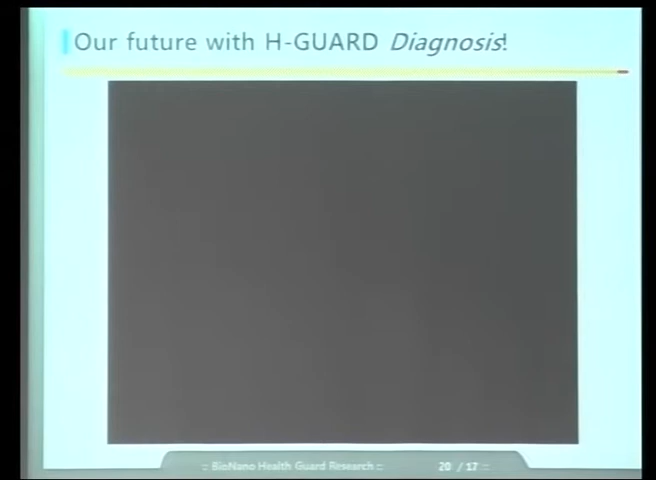 Our future with H-GUARD Diagnosis!
:: BioNano Health Guard Research :: 20 / 17 ::